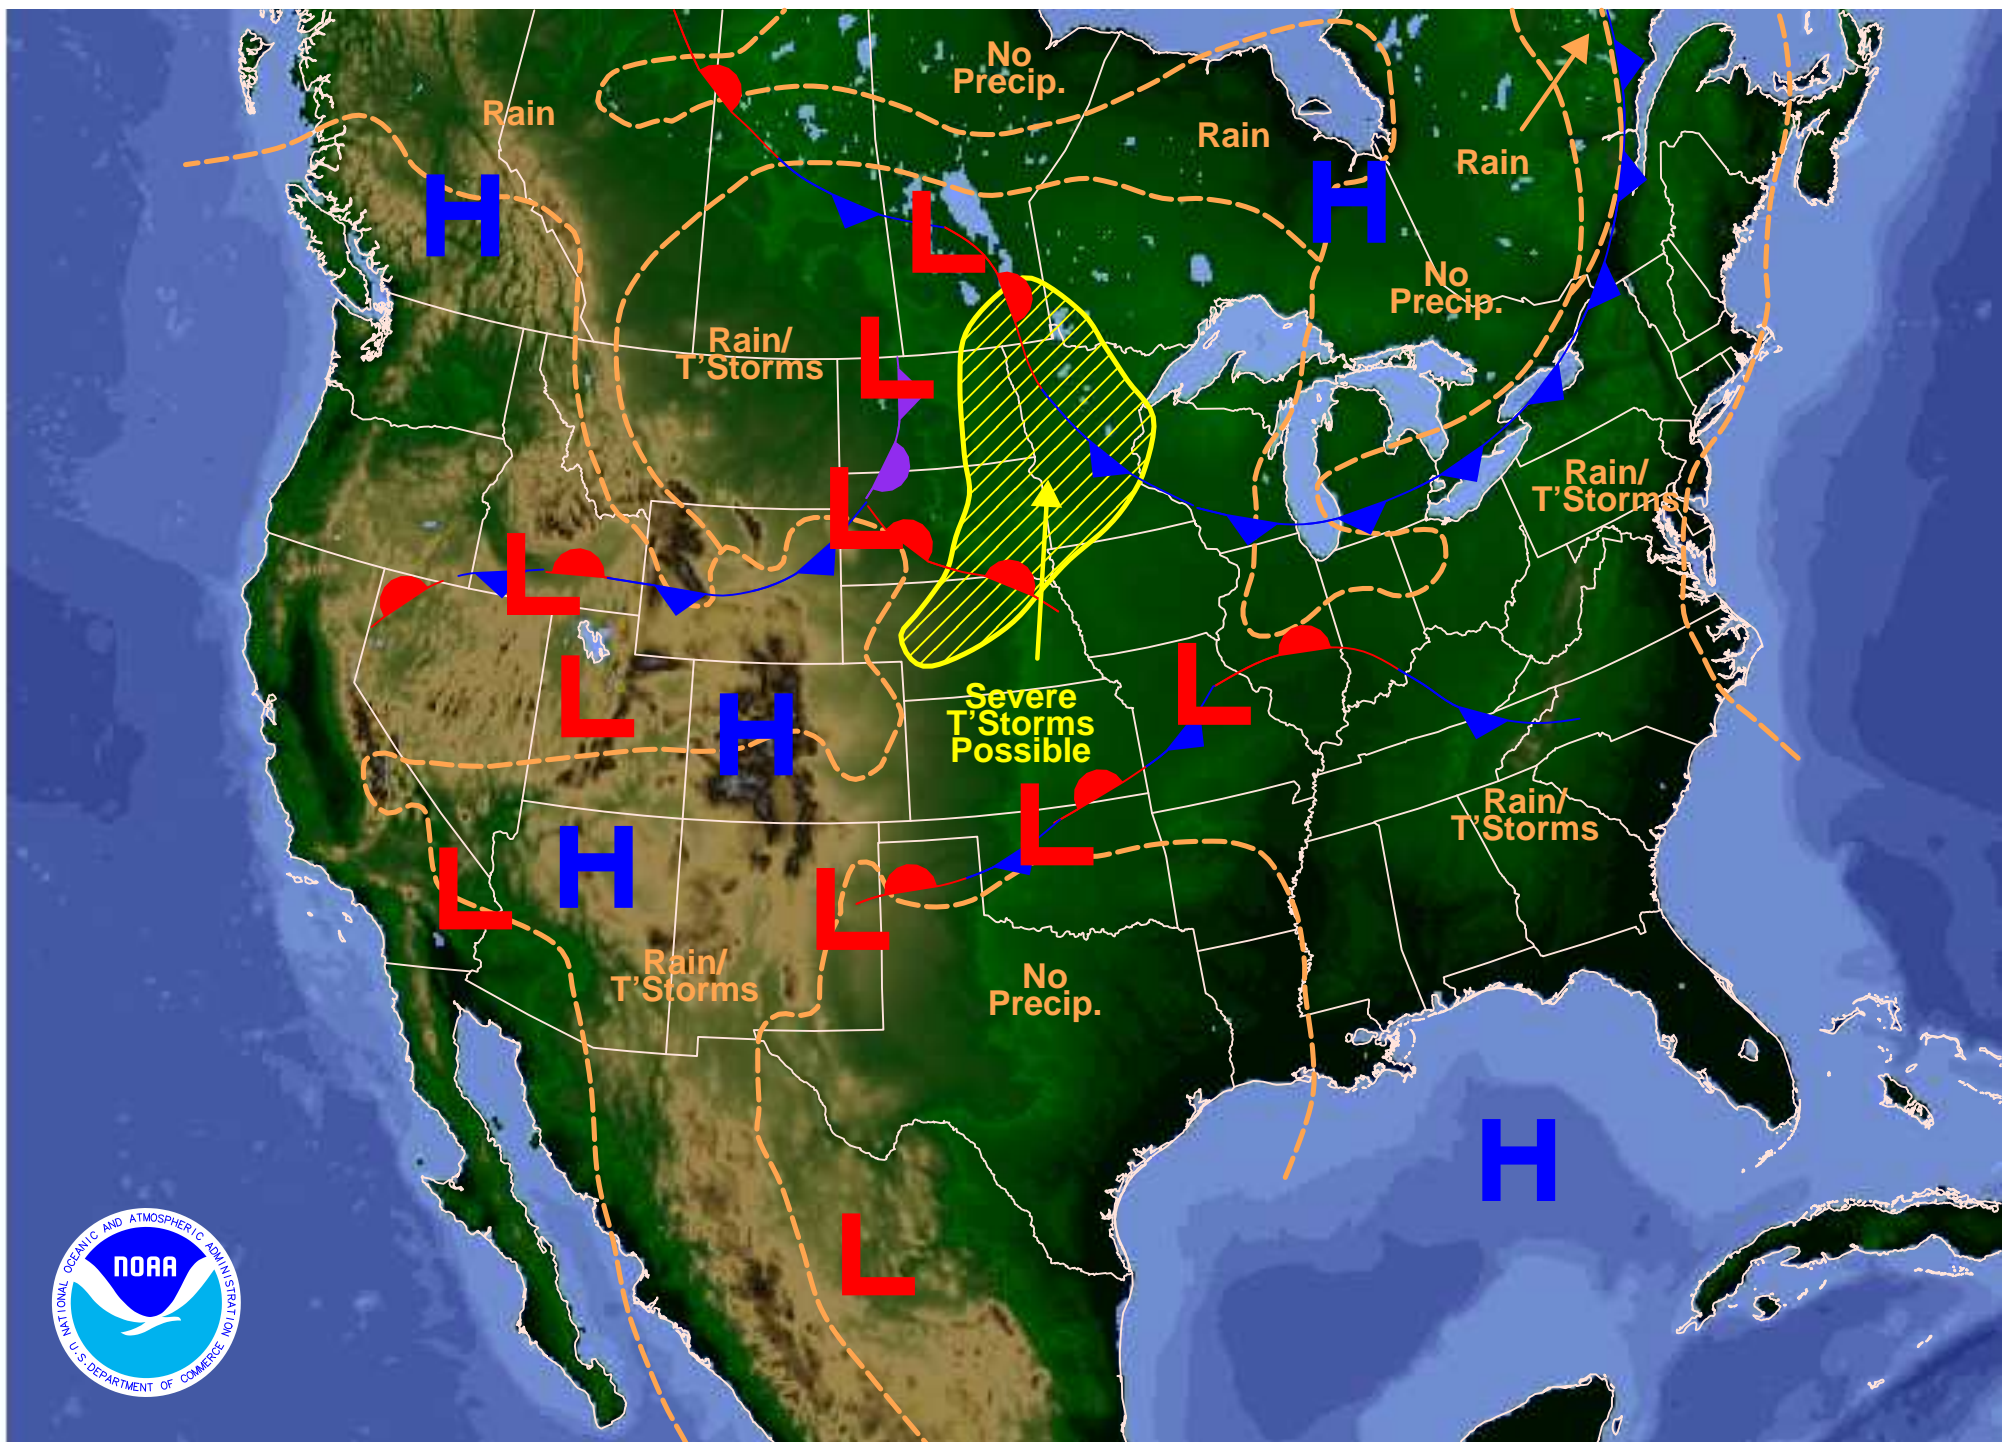 No
Precip.
Rain
Rain
Rain
H
H
L
No
Precip.
Rain/
T'Storms
L
Rain/
T'Storms
L
L
L
L
H
Severe
T'Storms
Possible
L
Rain/
T'Storms
H
L
L
Rain/
T'Storms
No
Precip.
H
L
NATIONAL OCEANIC AND ATMOSPHERIC ADMINISTRATION
NOAA
U.S. DEPARTMENT OF COMMERCE